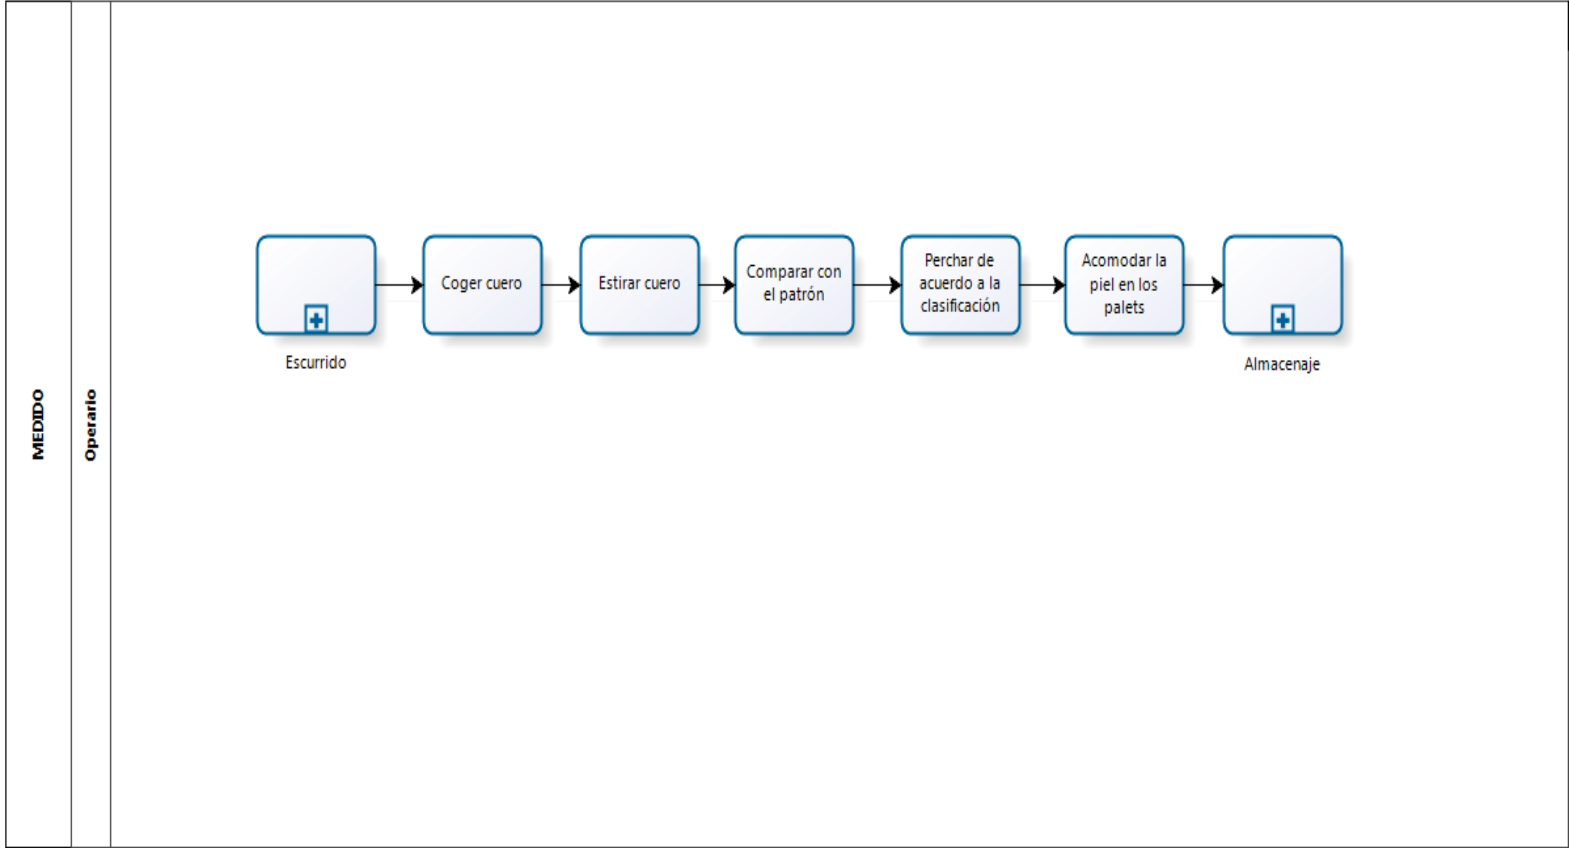 MEDIDO
Operario
Escurrido
Coger cuero
Estirar cuero
Comparar con
el patrón
Perchar de
acuerdo a la
clasificación
Acomodar la
piel en los
palets
Almacenaje